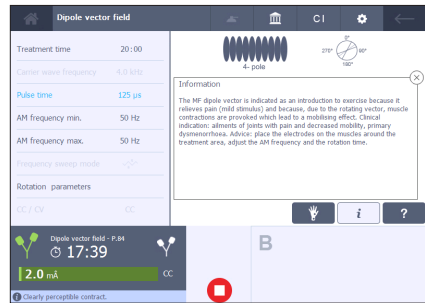 Dipole vector field
CI
Treatment time 20:00
Carrier wave frequency 4.0 kHz
Pulse time 125 µs
AM frequency min. 50 Hz
AM frequency max. 50 Hz
Frequency sweep mode
Rotation parameters
CC / CV CC
4- pole
0°
270° 90°
180°
Information
The MF dipole vector is indicated as an introduction to exercise because it
relieves pain (mild stimulus) and because, due to the rotating vector, muscle
contractions are provoked which lead to a mobilising effect. Clinical
indication: ailments of joints with pain and decreased mobility, primary
dysmenorrhoea. Advice: place the electrodes on the muscles around the
treatment area, adjust the AM frequency and the rotation time.
i
?
Dipole vector field - P.84
17:39
2.0 mA CC
Clearly perceptible contract.
B